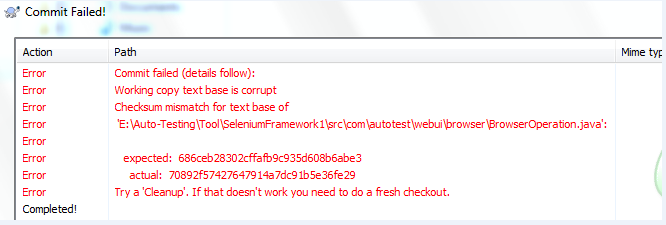 Commit Failed!
Action Path Mime typ
Error Commit failed (details follow):
Error Working copy text base is corrupt
Error Checksum mismatch for text base of
Error 'E:\Auto-Testing\Tool\SeleniumFramework1\src\com\autotest\webui\browser\BrowserOperation.java':
Error
Error expected: 686ceb28302cffafb9c935d608b6abe3
Error actual: 70892f57427647914a7dc91b5e36fe29
Error Try a 'Cleanup'. If that doesn't work you need to do a fresh checkout.
Completed!